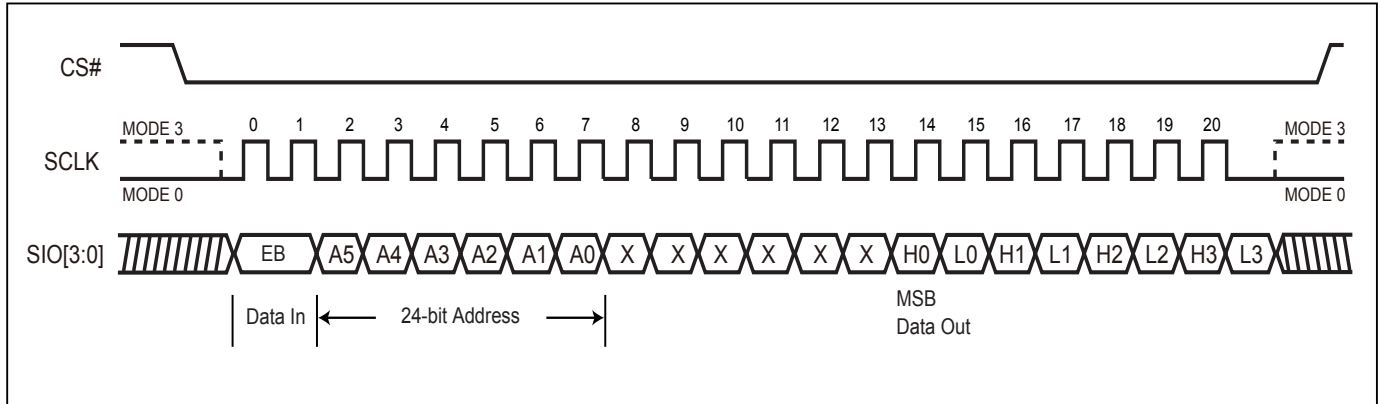 CS#
MODE 3 0 1 2 3 4 5 6 7 8 9 10 11 12 13 14 15 16 17 18 19 20 MODE 3
SCLK
MODE 0 MODE 0
SIO[3:0] EB A5 A4 A3 A2 A1 A0 X X X X X X H0 L0 H1 L1 H2 L2 H3 L3
Data In 24-bit Address MSB
Data Out